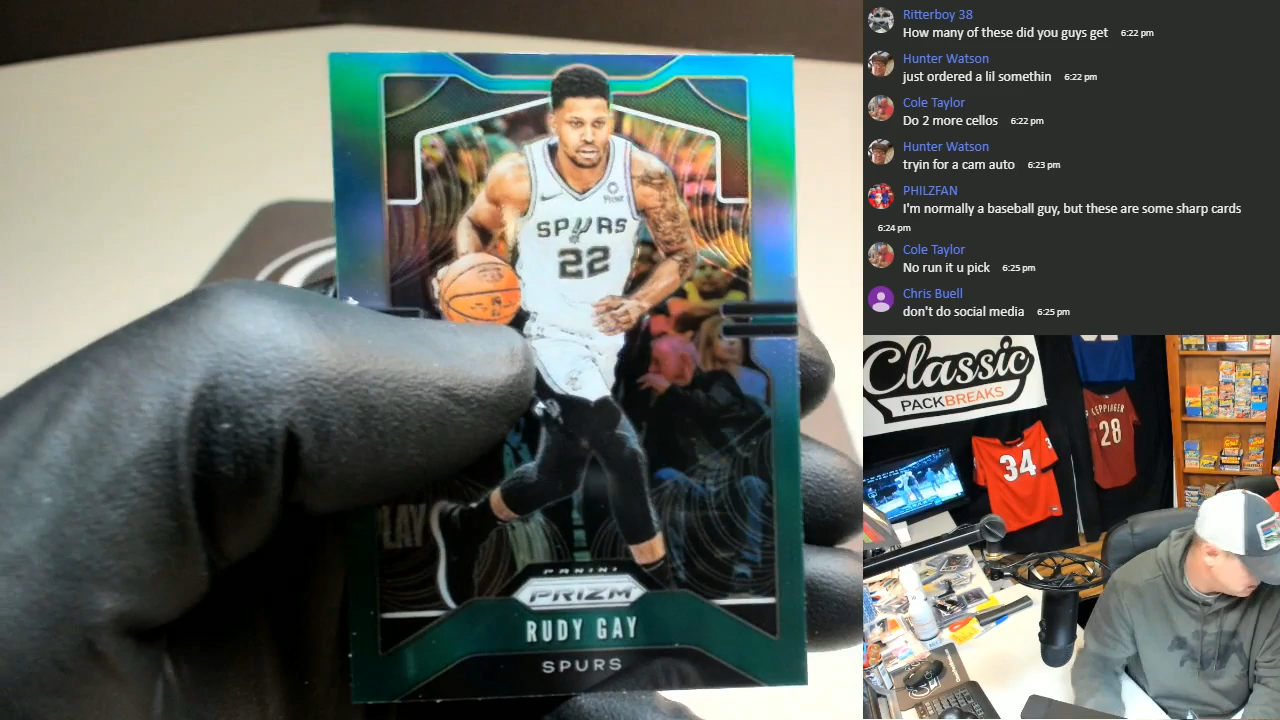 SPURS
22
PLAY
PANINI
PRIZM
RUDY GAY
SPURS
Ritterboy 38
How many of these did you guys get 6:22 pm
Hunter Watson
just ordered a lil somethin 6:22 pm
Cole Taylor
Do 2 more cellos 6:22 pm
Hunter Watson
tryin for a cam auto 6:23 pm
PHILZFAN
I'm normally a baseball guy, but these are some sharp cards
6:24 pm
Cole Taylor
No run it u pick 6:25 pm
Chris Buell
don't do social media 6:25 pm
Classic
PACKBREAKS
34
LEPPINGER
28